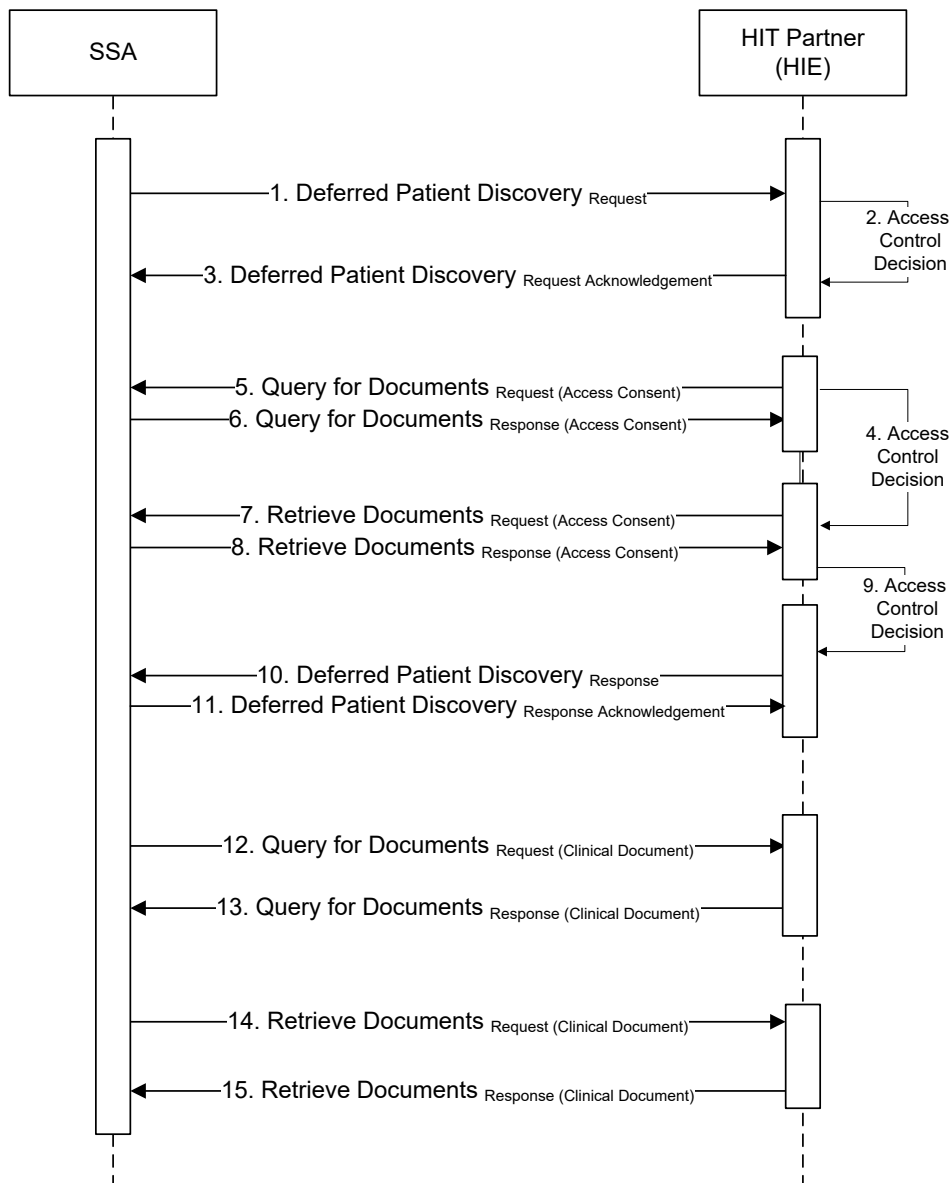 SSA
HIT Partner
(HIE)
1. Deferred Patient Discovery Request
2. Access
Control
Decision
3. Deferred Patient Discovery Request Acknowledgement
5. Query for Documents Request (Access Consent)
6. Query for Documents Response (Access Consent)
4. Access
Control
Decision
7. Retrieve Documents Request (Access Consent)
8. Retrieve Documents Response (Access Consent)
9. Access
Control
Decision
10. Deferred Patient Discovery Response
11. Deferred Patient Discovery Response Acknowledgement
12. Query for Documents Request (Clinical Document)
13. Query for Documents Response (Clinical Document)
14. Retrieve Documents Request (Clinical Document)
15. Retrieve Documents Response (Clinical Document)